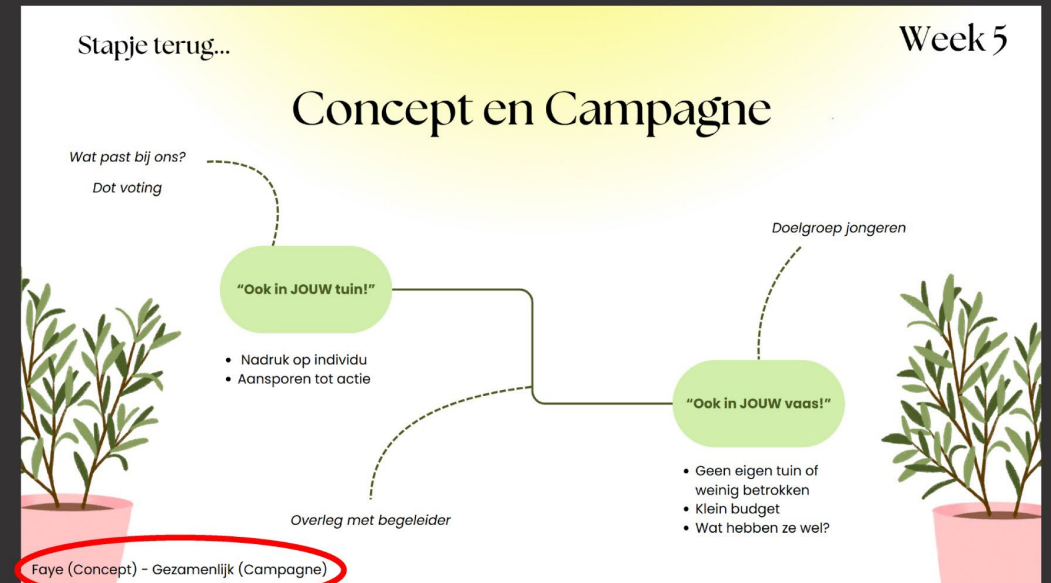 Stapje terug...
Week 5
Concept en Campagne
Wat past bij ons?
Dot voting
Doelgroep jongeren
“Ook in JOUW tuin!”
• Nadruk op individu
• Aansporen tot actie
“Ook in JOUW vaas!”
• Geen eigen tuin of
weinig betrokken
• Klein budget
• Wat hebben ze wel?
Overleg met begeleider
Faye (Concept) - Gezamenlijk (Campagne)